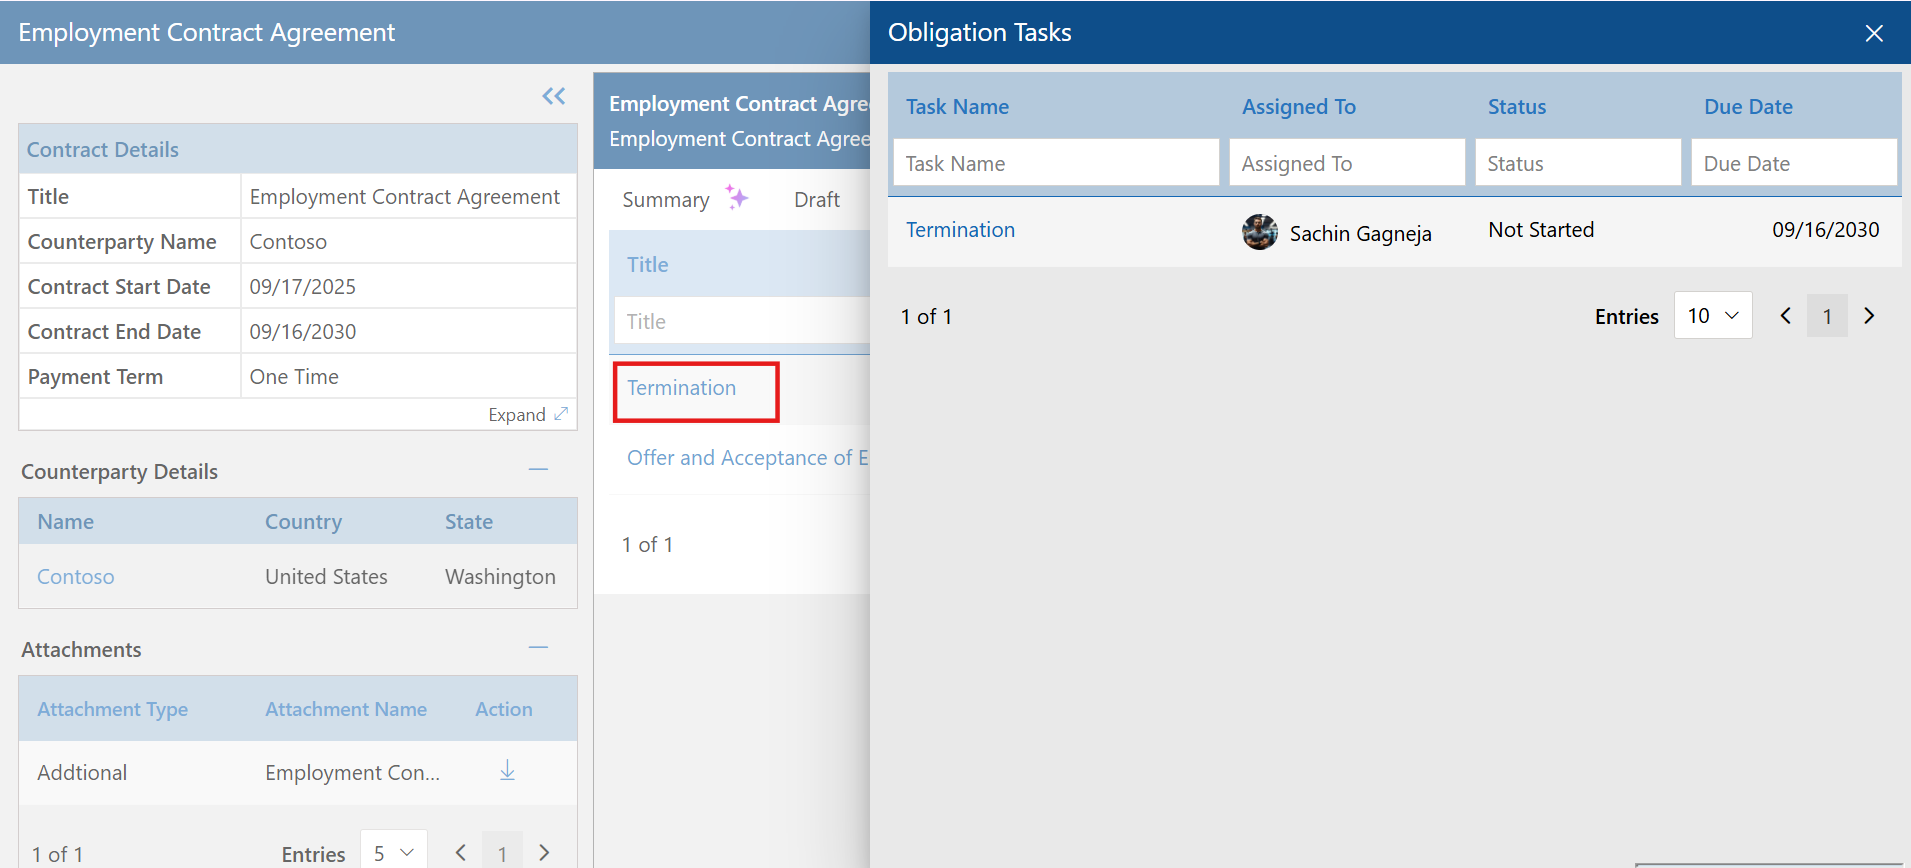 Employment Contract Agreement
Contract Details
Title Employment Contract Agreement
Counterparty Name Contoso
Contract Start Date 09/17/2025
Contract End Date 09/16/2030
Payment Term One Time
Expand
Counterparty Details
Name Country State
Contoso United States Washington
Attachments
Attachment Type Attachment Name Action
Addtional Employment Con...
1 of 1 Entries 5 1
Employment Contract Agre
Employment Contract Agree
Summary Draft
Title
Title
Termination
Offer and Acceptance of E
1 of 1
Obligation Tasks
Task Name Assigned To Status Due Date
Task Name Assigned To Status Due Date
Termination Sachin Gagneja Not Started 09/16/2030
1 of 1 Entries 10 1